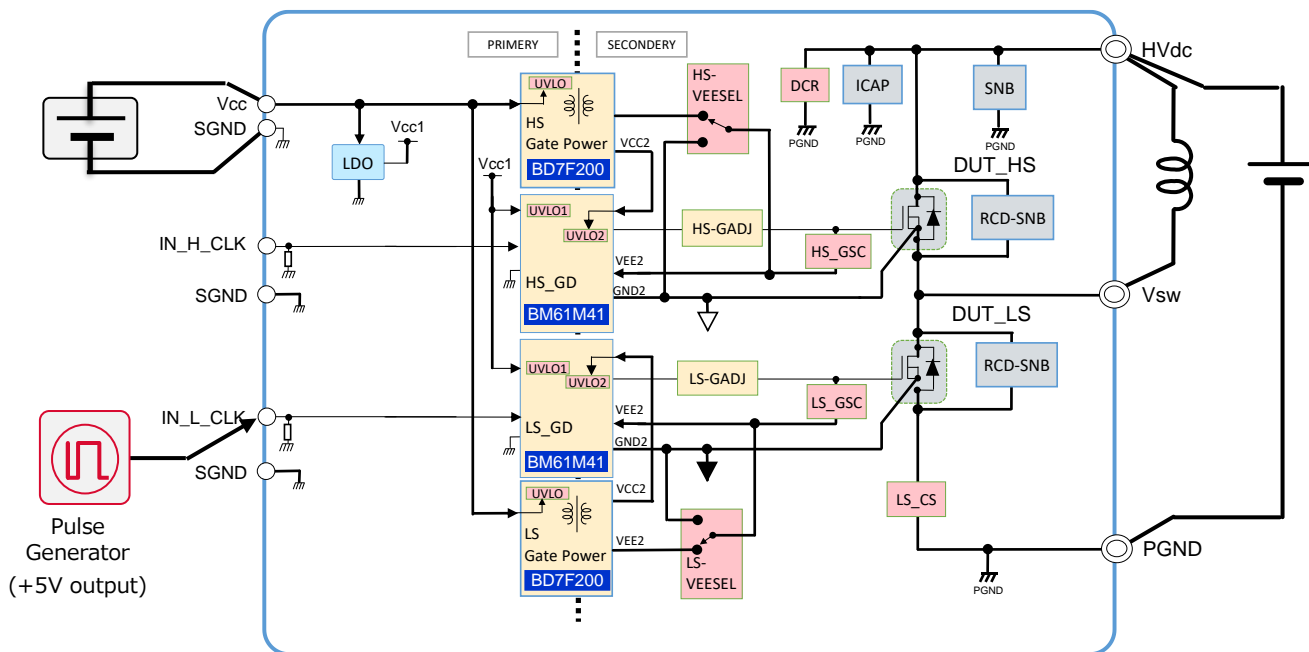 PRIMERY
SECONDERY
HVdc
Vcc
SGND
Vcc1
LDO
UVLO
HS
Gate Power
BD7F200
VCC2
HS-
VEESEL
DCR
PGND
ICAP
PGND
SNB
PGND
DUT_HS
Vcc1
UVLO1
UVLO2
HS-GADJ
HS_GSC
RCD-SNB
IN_H_CLK
SGND
VEE2
HS_GD
GND2
BM61M41
Vsw
DUT_LS
UVLO1
UVLO2
LS-GADJ
LS_GSC
RCD-SNB
IN_L_CLK
SGND
VEE2
LS_GD
GND2
BM61M41
UVLO
VCC2
LS
VEE2
Gate Power
BD7F200
LS-
VEESEL
LS_CS
PGND
PGND
Pulse
Generator
(+5V output)